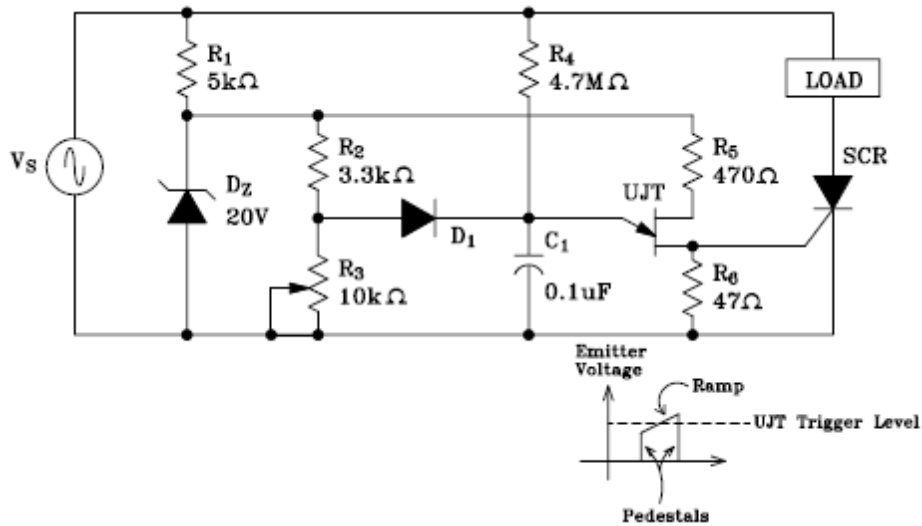 R1
5kΩ
R4
4.7MΩ
LOAD
VS
DZ
20V
R2
3.3kΩ
R5
470Ω
SCR
UJT
D1
C1
0.1uF
R3
10kΩ
R6
47Ω
Emitter
Voltage
Ramp
UJT Trigger Level
Pedestals